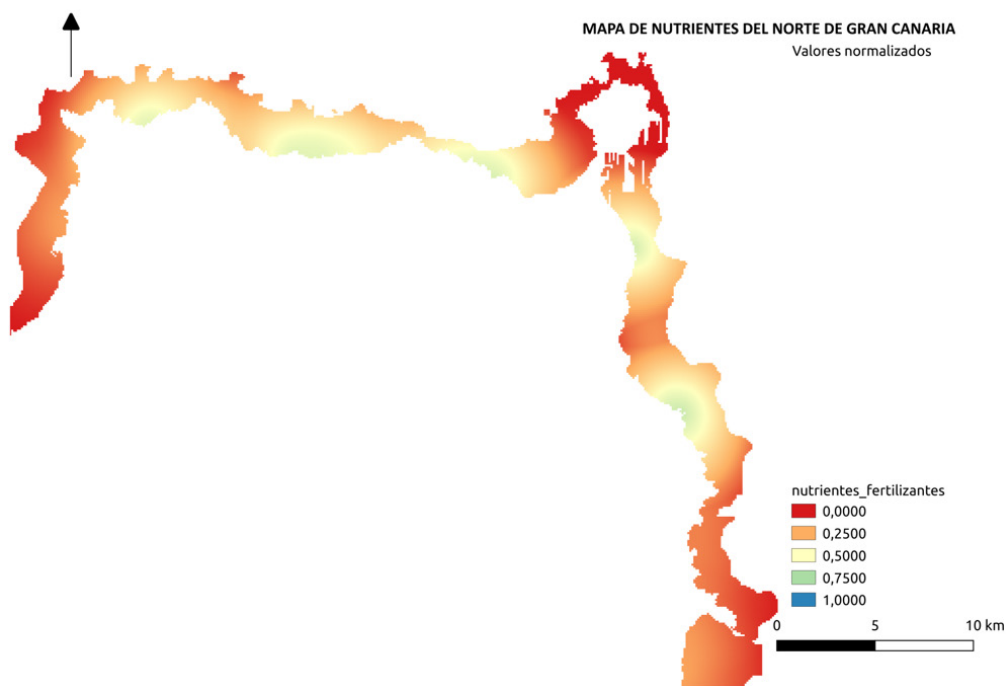 MAPA DE NUTRIENTES DEL NORTE DE GRAN CANARIA
Valores normalizados
nutrientes_fertilizantes
0,0000
0,2500
0,5000
0,7500
1,0000
0 5 10 km